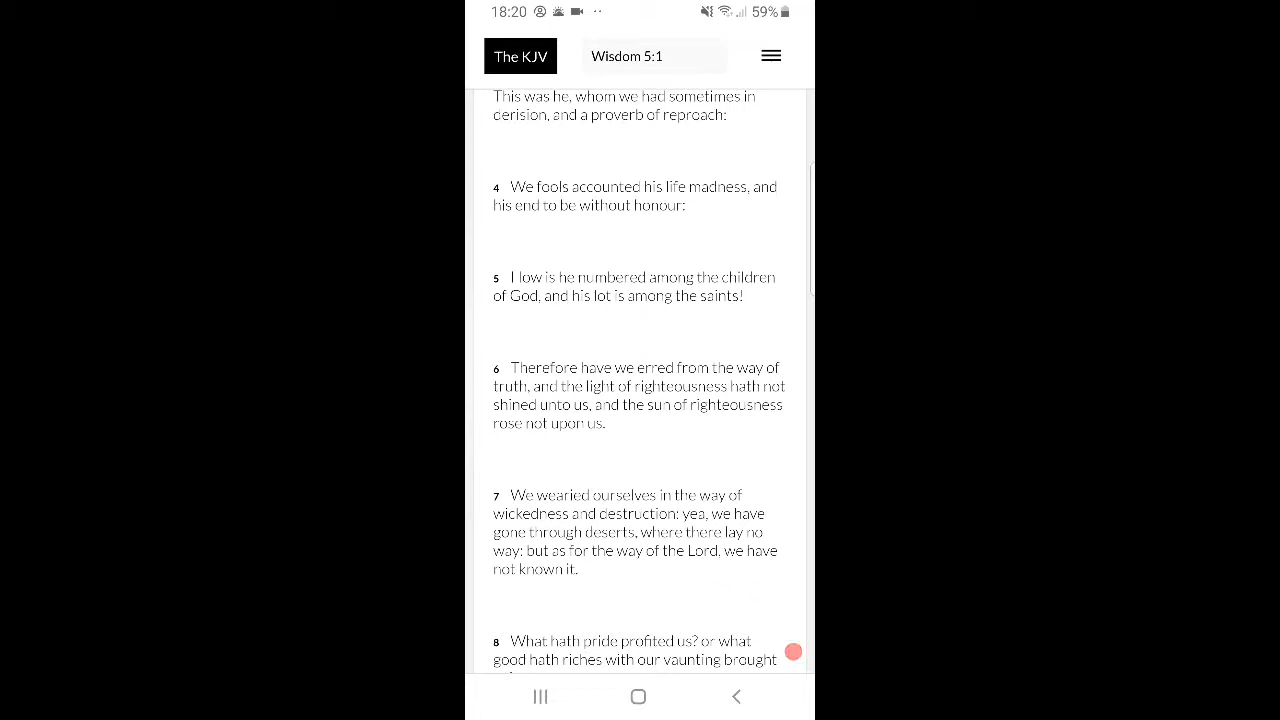 18:20
59%
The KJV
Wisdom 5:1
This was he, whom we had sometimes in
derision, and a proverb of reproach:
4 We fools accounted his life madness, and
his end to be without honour:
5 How is he numbered among the children
of God, and his lot is among the saints!
6 Therefore have we erred from the way of
truth, and the light of righteousness hath not
shined unto us, and the sun of righteousness
rose not upon us.
7 We wearied ourselves in the way of
wickedness and destruction: yea, we have
gone through deserts, where there lay no
way: but as for the way of the Lord, we have
not known it.
8 What hath pride profited us? or what
good hath riches with our vaunting brought